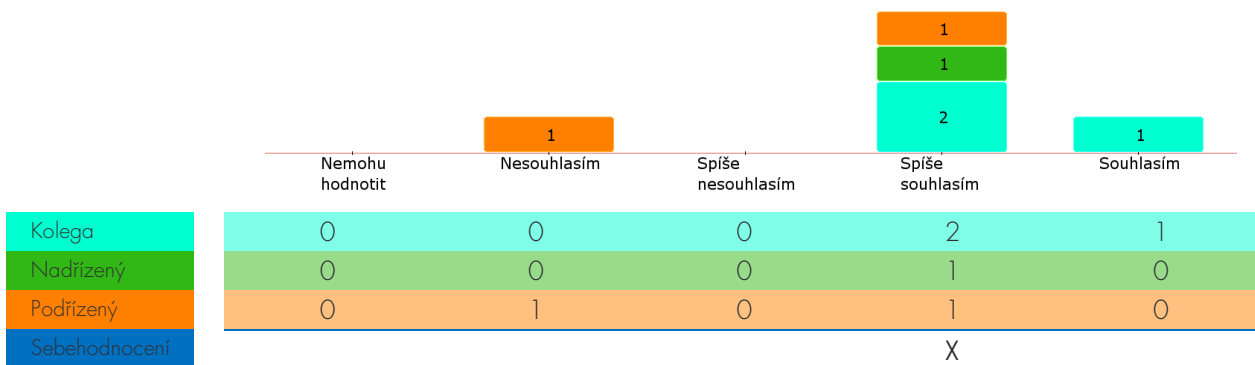 1
1
1
2
1
Nemohu hodnotit
Nesouhlasím
Spíše nesouhlasím
Spíše souhlasím
Souhlasím
Kolega 0 0 0 2 1
Nadřízený 0 0 0 1 0
Podřízený 0 1 0 1 0
Sebehodnocení X